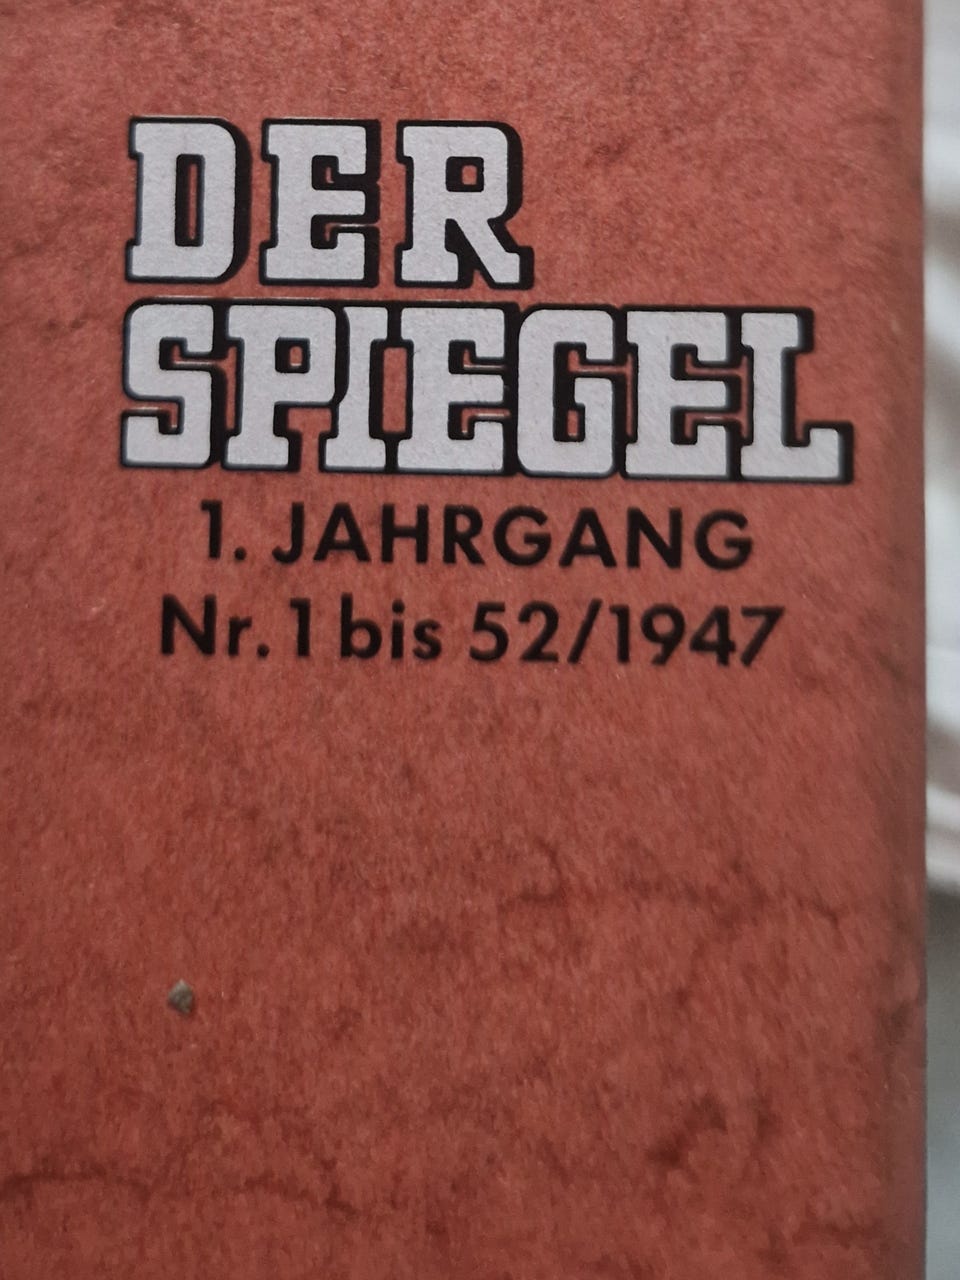 DER
SPIEGEL
1. JAHRGANG
Nr. 1 bis 52/1947